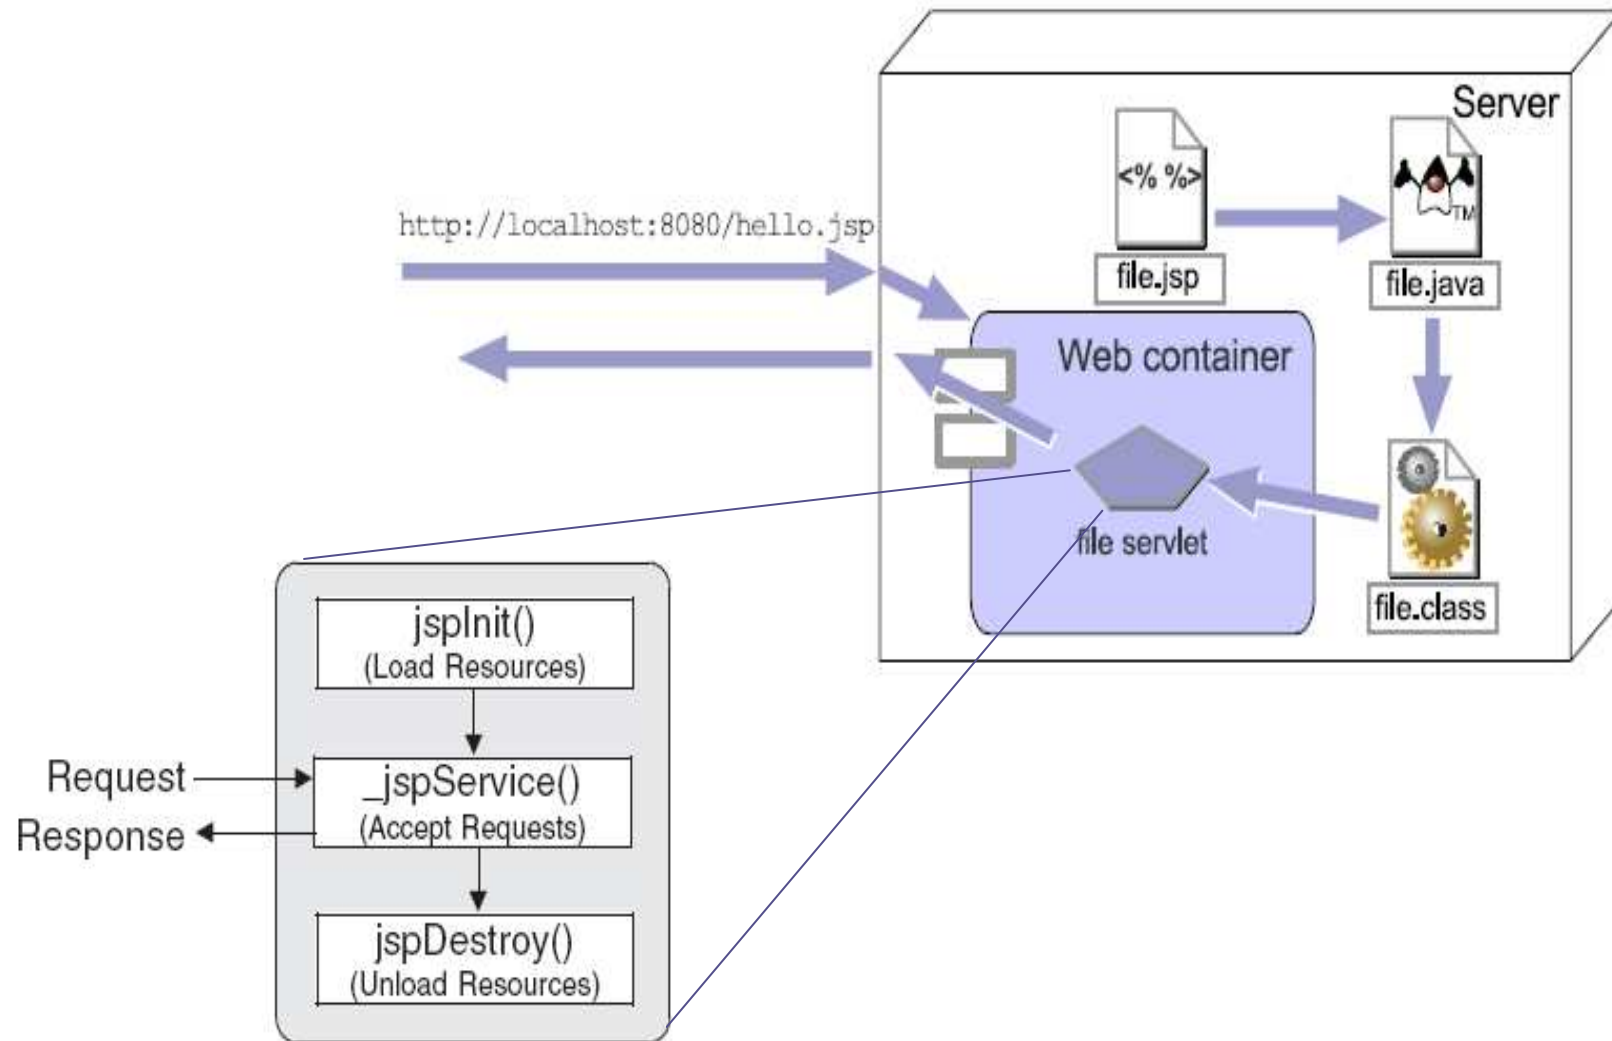 Server
<% %>
TM
http://localhost:8080/hello.jsp
file.jsp
file.java
Web container
file servlet
file.class
jspInit()
(Load Resources)
Request
_jspService()
(Accept Requests)
Response
jspDestroy()
(Unload Resources)